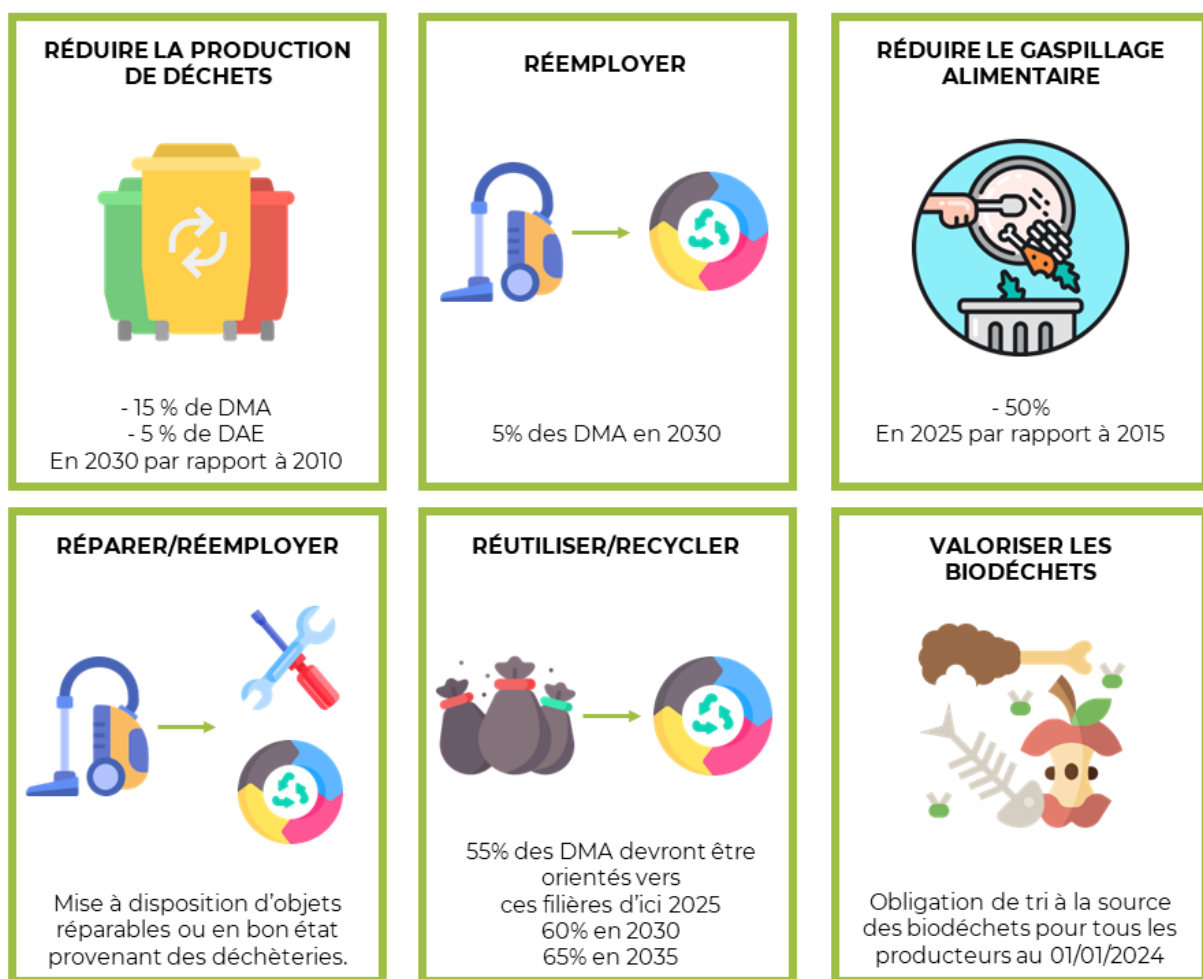 RÉDUIRE LA PRODUCTION
DE DÉCHETS
- 15 % de DMA
- 5 % de DAE
En 2030 par rapport à 2010
RÉEMPLOYER
5% des DMA en 2030
RÉDUIRE LE GASPILLAGE
ALIMENTAIRE
- 50%
En 2025 par rapport à 2015
RÉPARER/RÉEMPLOYER
Mise à disposition d’objets
réparables ou en bon état
provenant des déchèteries.
RÉUTILISER/RECYCLER
55% des DMA devront être
orientés vers
ces filières d’ici 2025
60% en 2030
65% en 2035
VALORISER LES
BIODÉCHETS
Obligation de tri à la source
des biodéchets pour tous les
producteurs au 01/01/2024